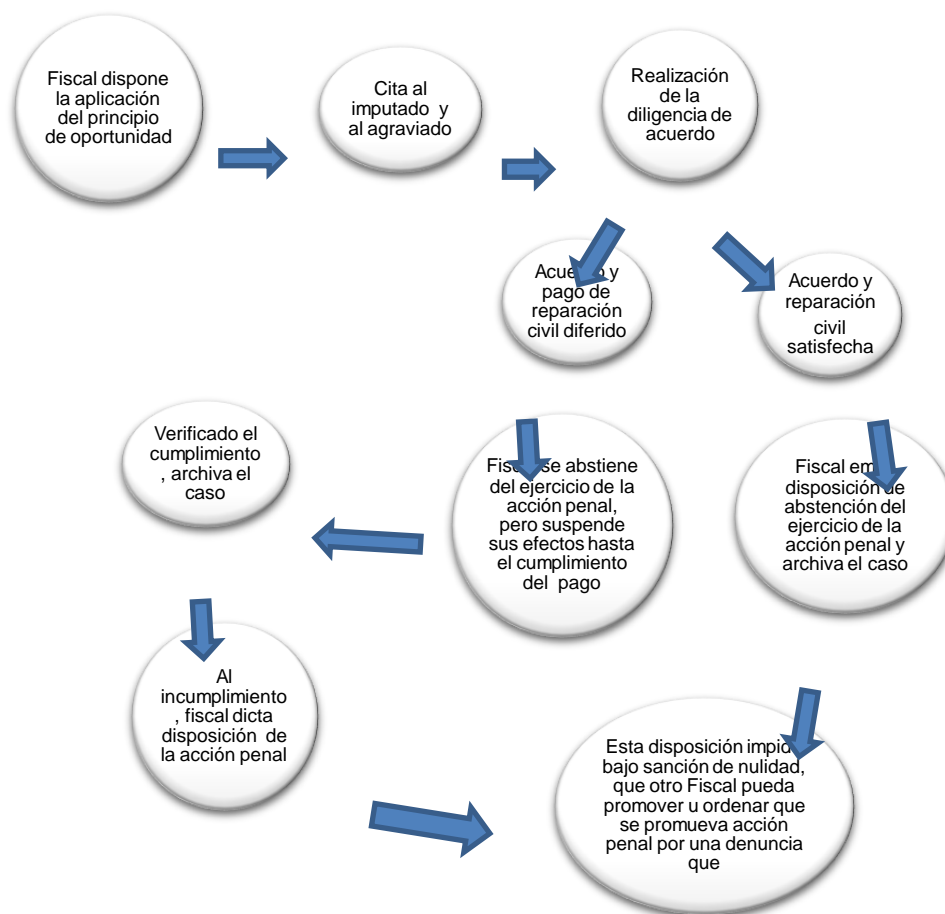 Fiscal dispone
la aplicación
del principio
de oportunidad
Cita al
imputado y
al agraviado
Realización
de la
diligencia de
acuerdo
Acuerdo y
pago de
reparación
civil diferido
Acuerdo y
reparación
civil
satisfecha
Verificado el
cumplimiento
, archiva el
caso
Fiscal se abstiene
del ejercicio de la
acción penal,
pero suspende
sus efectos hasta
el cumplimiento
del pago
Fiscal
disposición de
abstención del
ejercicio de la
acción penal y
archiva el caso
Al
incumplimiento
, fiscal dicta
disposición de
la acción penal
Esta disposición impide
bajo sanción de nulidad,
que otro Fiscal pueda
promover u ordenar que
se promueva acción
penal por una denuncia
que